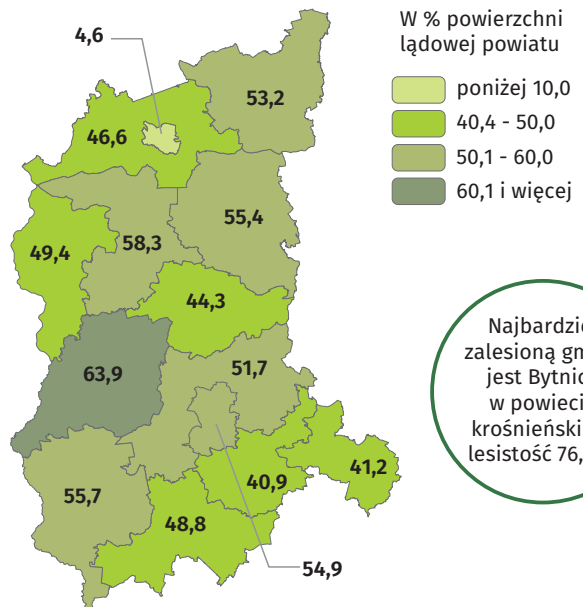 W % powierzchni
lądowej powiatu
poniżej 10,0
40,4 - 50,0
50,1 - 60,0
60,1 i więcej
4,6
53,2
46,6
55,4
58,3
49,4
44,3
51,7
63,9
41,2
40,9
55,7
48,8
54,9
Najbardzie
zalesioną gm
jest Bytnic
w powieci
krośnieńsk
lesistość 76,